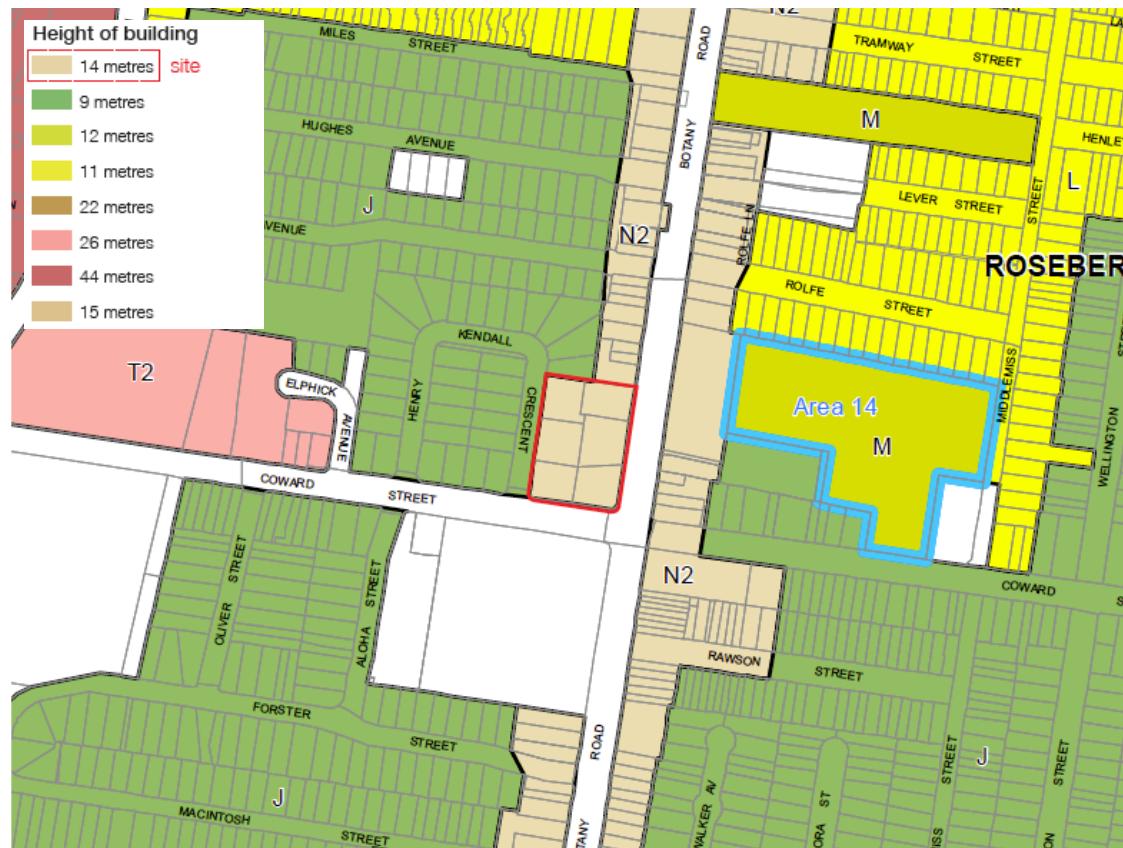 Height of building
14 metres site
9 metres
12 metres
11 metres
22 metres
26 metres
44 metres
15 metres
N2
ROAD
MILES STREET
TRAMWAY STREET
M
HUGHES AVENUE
BOTANY
HENLEY
L
J
LEVER STREET
STREET
N2
ROLFE LN
ROSEBER
ROLFE STREET
KENDALL
T2
ELPHICK
AVENUE
HENRY
CRESCENT
MIDDLEMISS
Area 14
M
WELLINGTON
COWARD STREET
N2
COWARD
OLIVER STREET
ALOHA STREET
RAWSON STREET
FORSTER STREET
ROAD
J
STREET
STREET
J
WALKER AV
MACINTOSH STREET